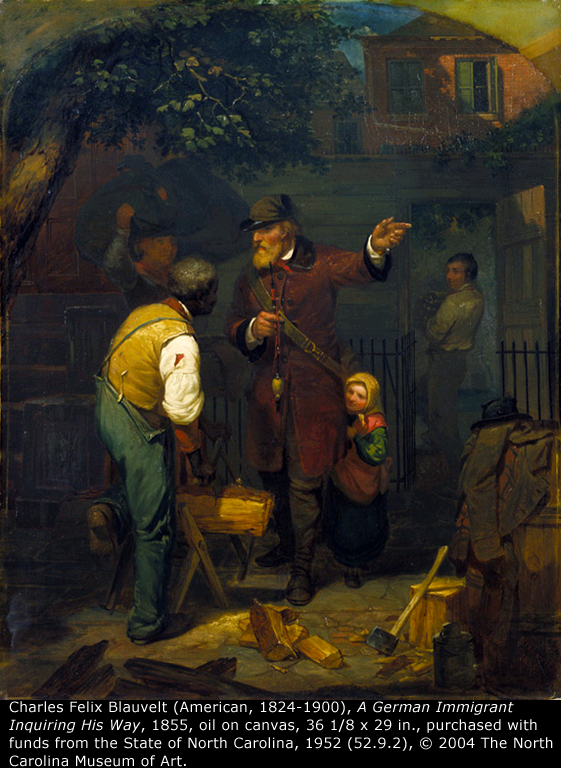 Charles Felix Blauvelt (American, 1824-1900), A German Immigrant
Inquiring His Way, 1855, oil on canvas, 36 1/8 x 29 in., purchased with
funds from the State of North Carolina, 1952 (52.9.2), © 2004 The North
Carolina Museum of Art.